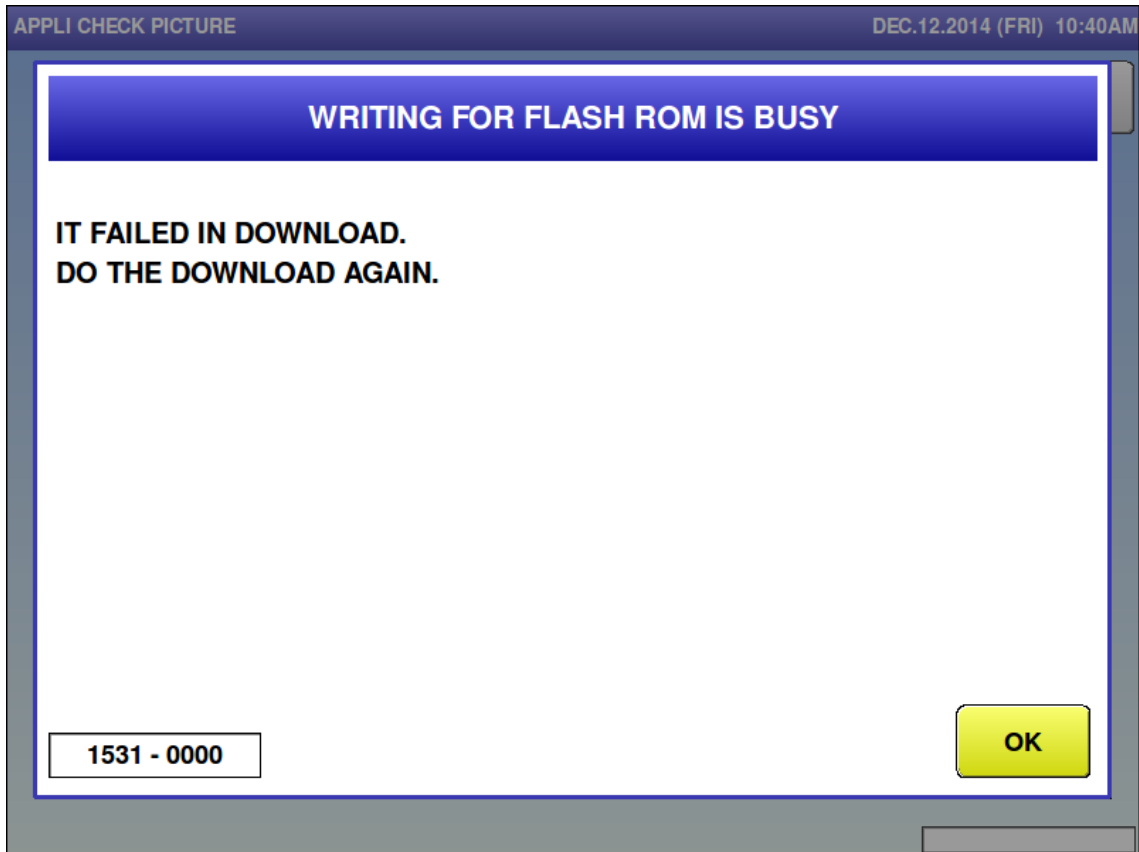 APPLI CHECK PICTURE DEC.12.2014 (FRI) 10:40AM
WRITING FOR FLASH ROM IS BUSY
IT FAILED IN DOWNLOAD.
DO THE DOWNLOAD AGAIN.
1531 - 0000
OK